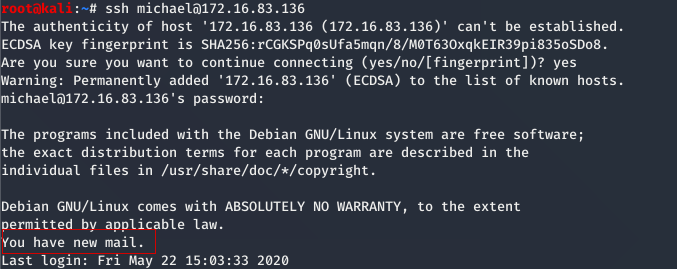 root@kali:~# ssh michael@172.16.83.136
The authenticity of host '172.16.83.136 (172.16.83.136)' can't be established.
ECDSA key fingerprint is SHA256:rCGKSPq0sUfa5mqn/8/M0T63OxqkEIR39pi835oSDo8.
Are you sure you want to continue connecting (yes/no/[fingerprint])? yes
Warning: Permanently added '172.16.83.136' (ECDSA) to the list of known hosts.
michael@172.16.83.136's password:
The programs included with the Debian GNU/Linux system are free software;
the exact distribution terms for each program are described in the
individual files in /usr/share/doc/*/copyright.
Debian GNU/Linux comes with ABSOLUTELY NO WARRANTY, to the extent
permitted by applicable law.
You have new mail.
Last login: Fri May 22 15:03:33 2020